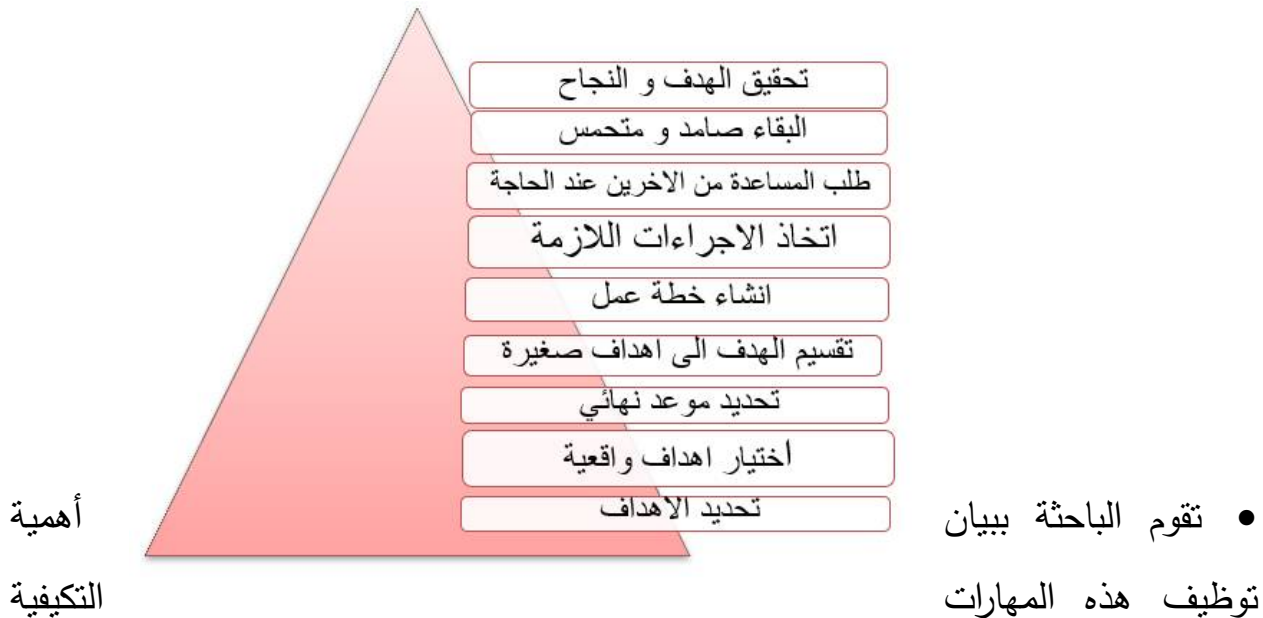 تحقيق الهدف و النجاح
البقاء صامد و متحمس
طلب المساعدة من الاخرين عند الحاجة
اتخاذ الاجراءات اللازمة
انشاء خطة عمل
تقسيم الهدف الى اهداف صغيرة
تحديد موعد نهائي
أختيار اهداف واقعية
تحديد الاهداف
• تقوم الباحثة ببيان أهمية
توظيف هذه المهارات التكيفية